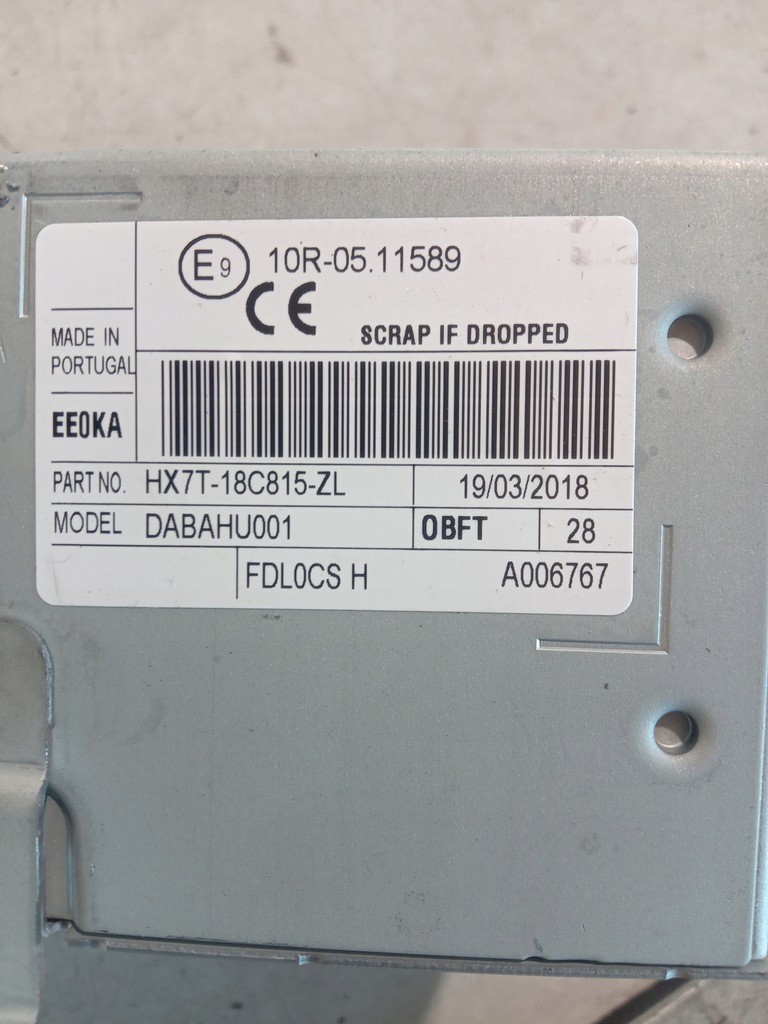 E9 10R-05.11589
CE
SCRAP IF DROPPED
MADE IN
PORTUGAL
EE0KA
PART NO. HX7T-18C815-ZL 19/03/2018
MODEL DABAHU001 0BFT 28
FDL0CS H A006767